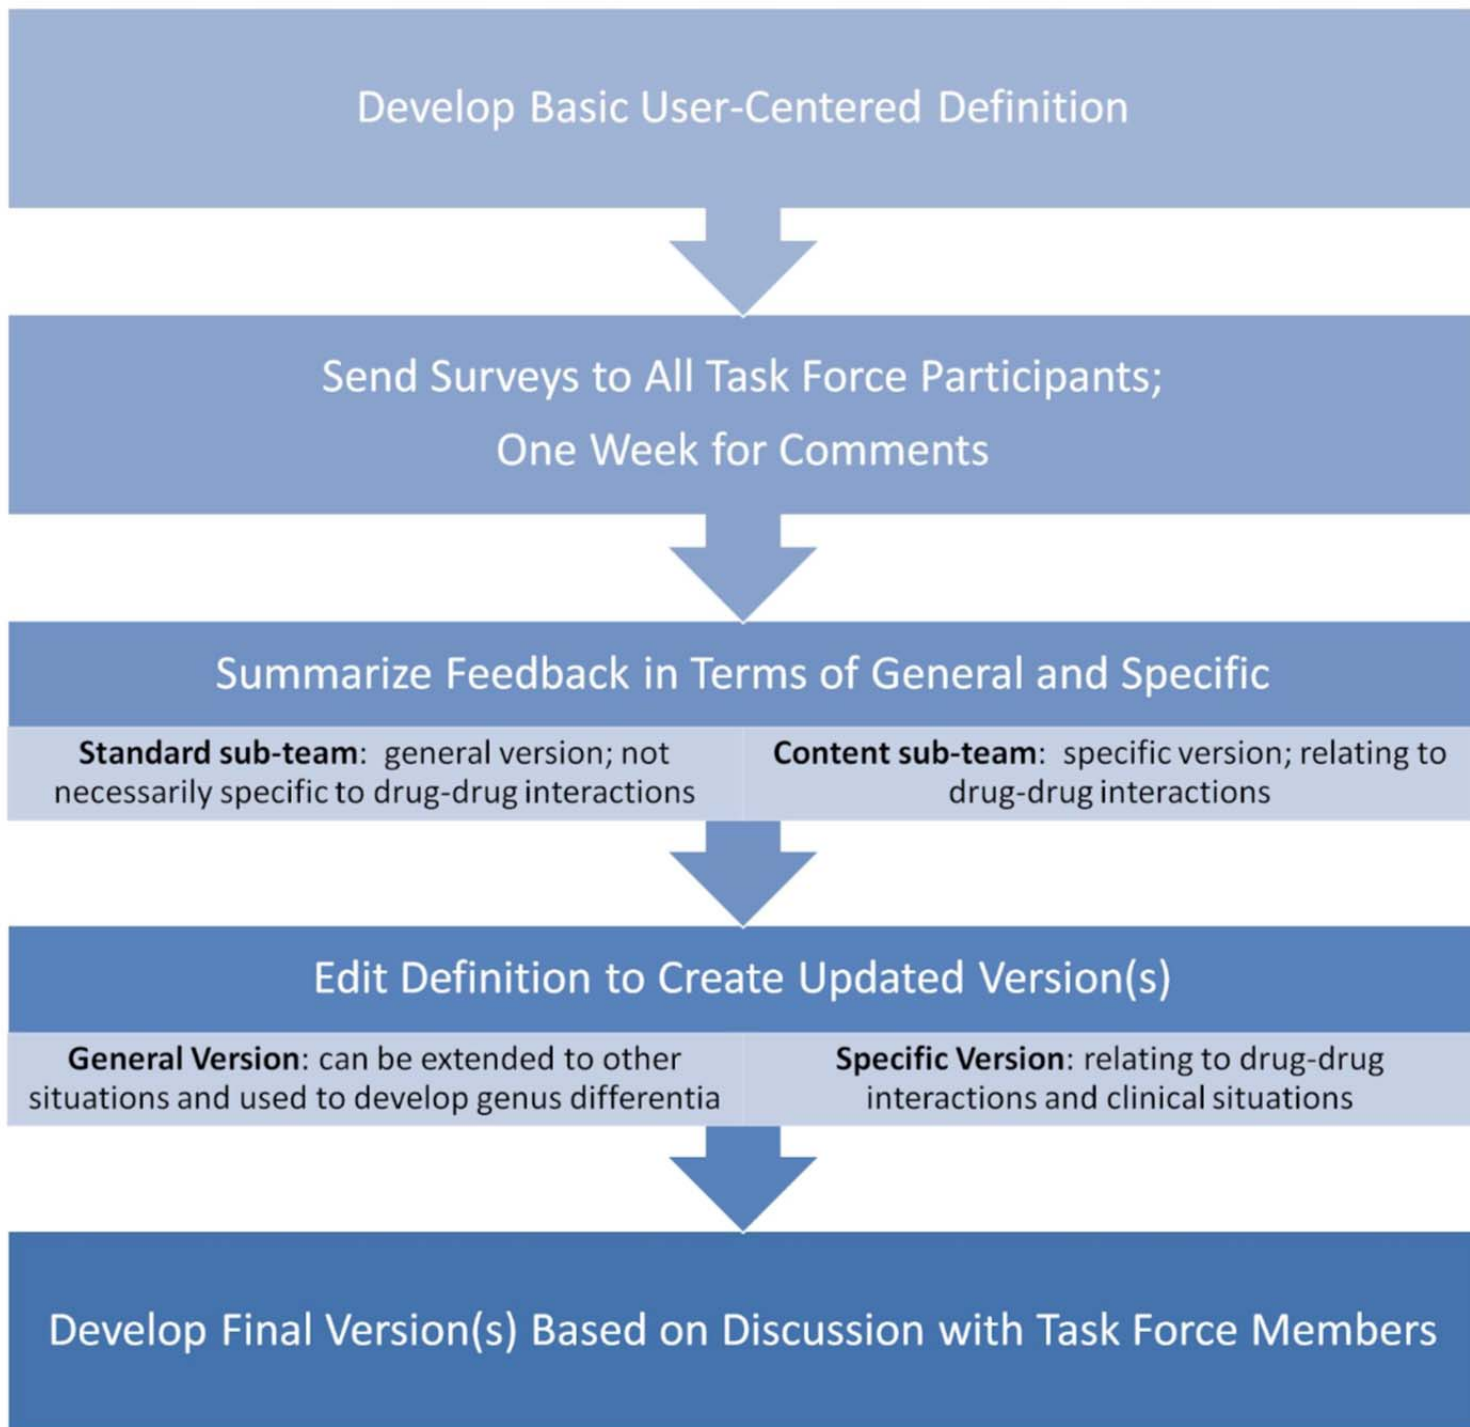 Develop Basic User-Centered Definition
Send Surveys to All Task Force Participants;
One Week for Comments
Summarize Feedback in Terms of General and Specific
Standard sub-team: general version; not
necessarily specific to drug-drug interactions
Content sub-team: specific version; relating to
drug-drug interactions
Edit Definition to Create Updated Version(s)
General Version: can be extended to other
situations and used to develop genus differentia
Specific Version: relating to drug-drug
interactions and clinical situations
Develop Final Version(s) Based on Discussion with Task Force Members